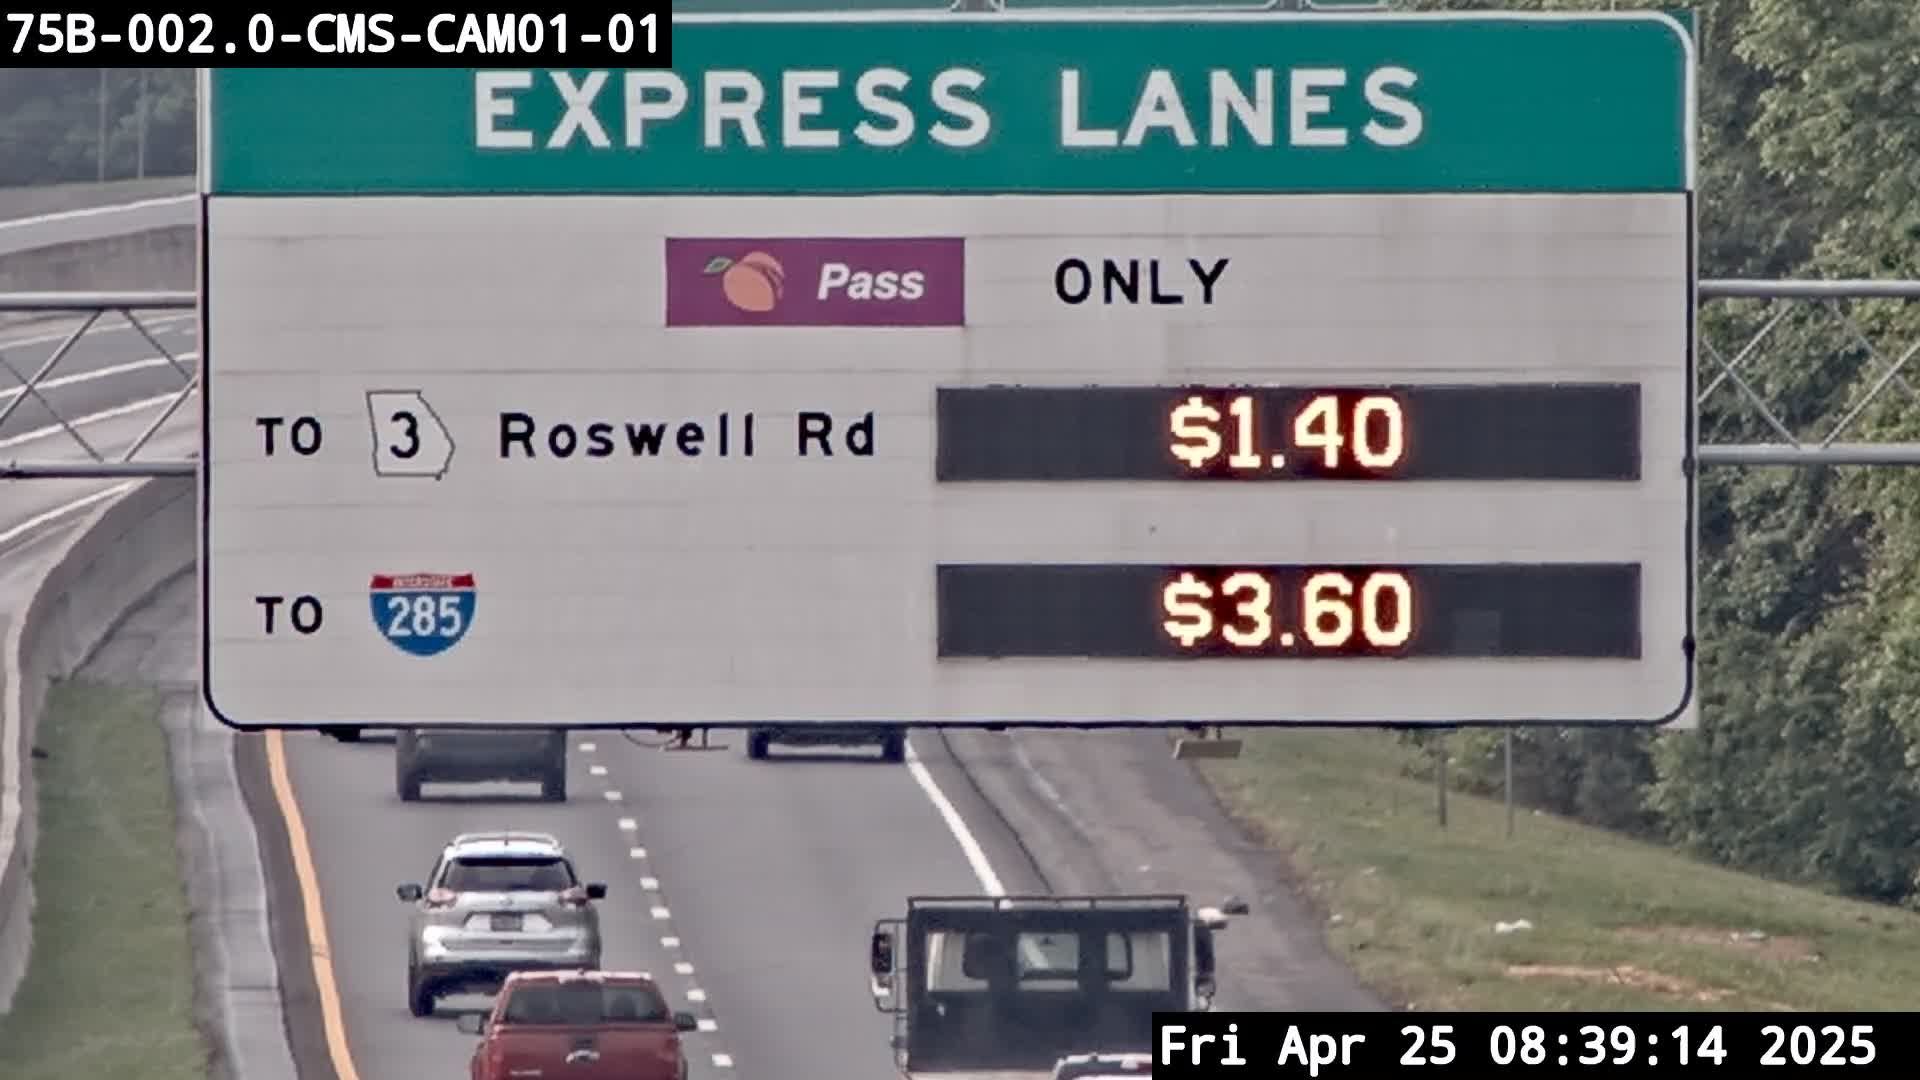 75B-002.0-CMS-CAM01-01
EXPRESS LANES
Pass ONLY
TO 3 Roswell Rd $1.40
INTERSTATE
TO 285 $3.60
Fri Apr 25 08:39:14 2025